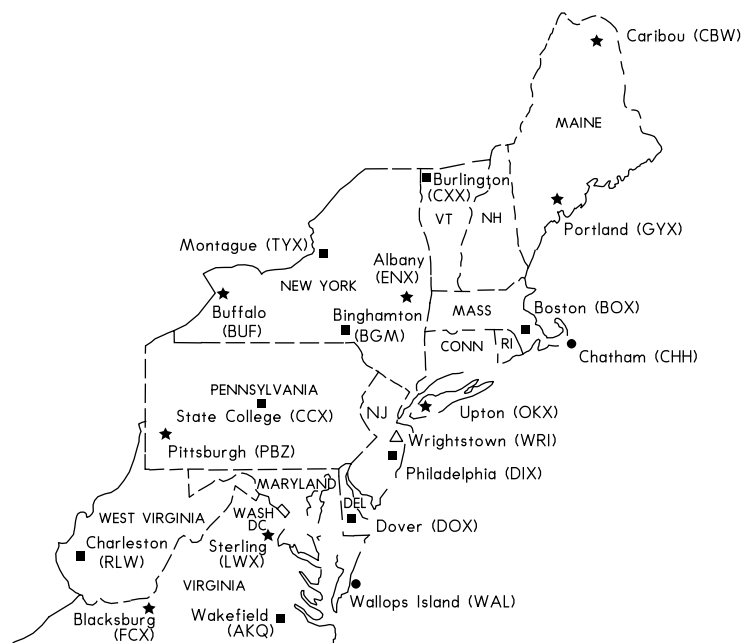 Caribou (CBW)
MAINE
Burlington
(CXX)
VT
NH
Portland (GYX)
Montague (TYX)
Albany
(ENX)
NEW YORK
Buffalo
(BUF)
Binghamton
(BGM)
MASS
Boston (BOX)
CONN
RI
Chatham (CHH)
PENNSYLVANIA
State College (CCX)
NJ
Upton (OKX)
Pittsburgh (PBZ)
Wrightstown (WRI)
Philadelphia (DIX)
MARYLAND
DEL
WEST VIRGINIA
WASH
DC
Dover (DOX)
Charleston
(RLW)
Sterling
(LWX)
VIRGINIA
Wallops Island (WAL)
Blacksburg
(FCX)
Wakefield
(AKQ)